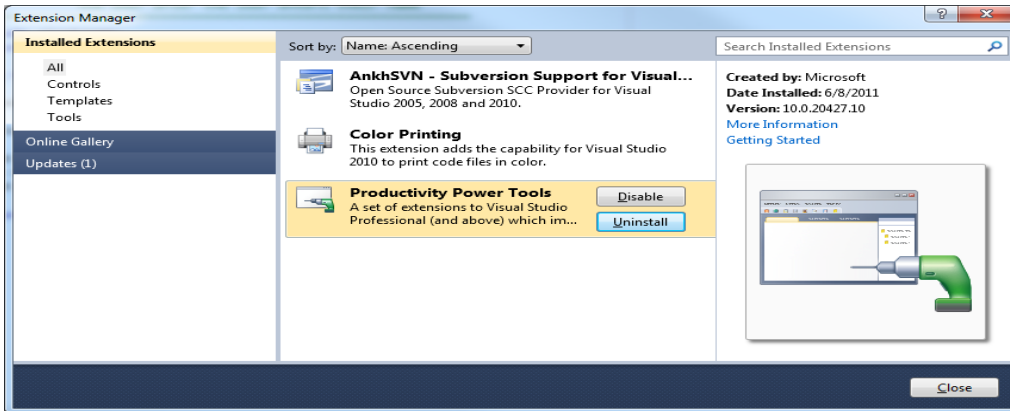 Extension Manager
Installed Extensions
All
Controls
Templates
Tools
Online Gallery
Updates (1)
Sort by: Name: Ascending
AnkhSVN - Subversion Support for Visual...
Open Source Subversion SCC Provider for Visual
Studio 2005, 2008 and 2010.
Color Printing
This extension adds the capability for Visual Studio
2010 to print code files in color.
Productivity Power Tools
A set of extensions to Visual Studio
Professional (and above) which im...
Disable
Uninstall
Search Installed Extensions
Created by: Microsoft
Date Installed: 6/8/2011
Version: 10.0.20427.10
More Information
Getting Started
Close